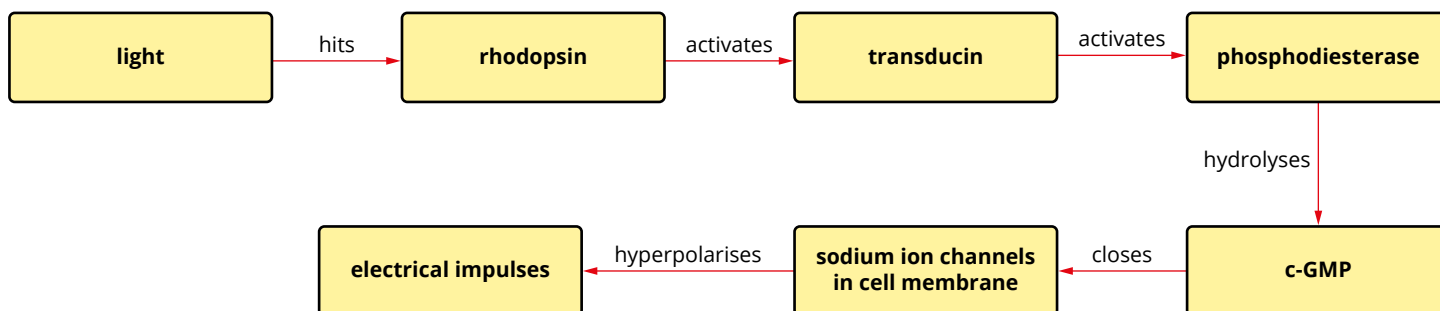 light
hits
rhodopsin
activates
transducin
activates
phosphodiesterase
hydrolyses
c-GMP
closes
sodium ion channels
in cell membrane
hyperpolarises
electrical impulses